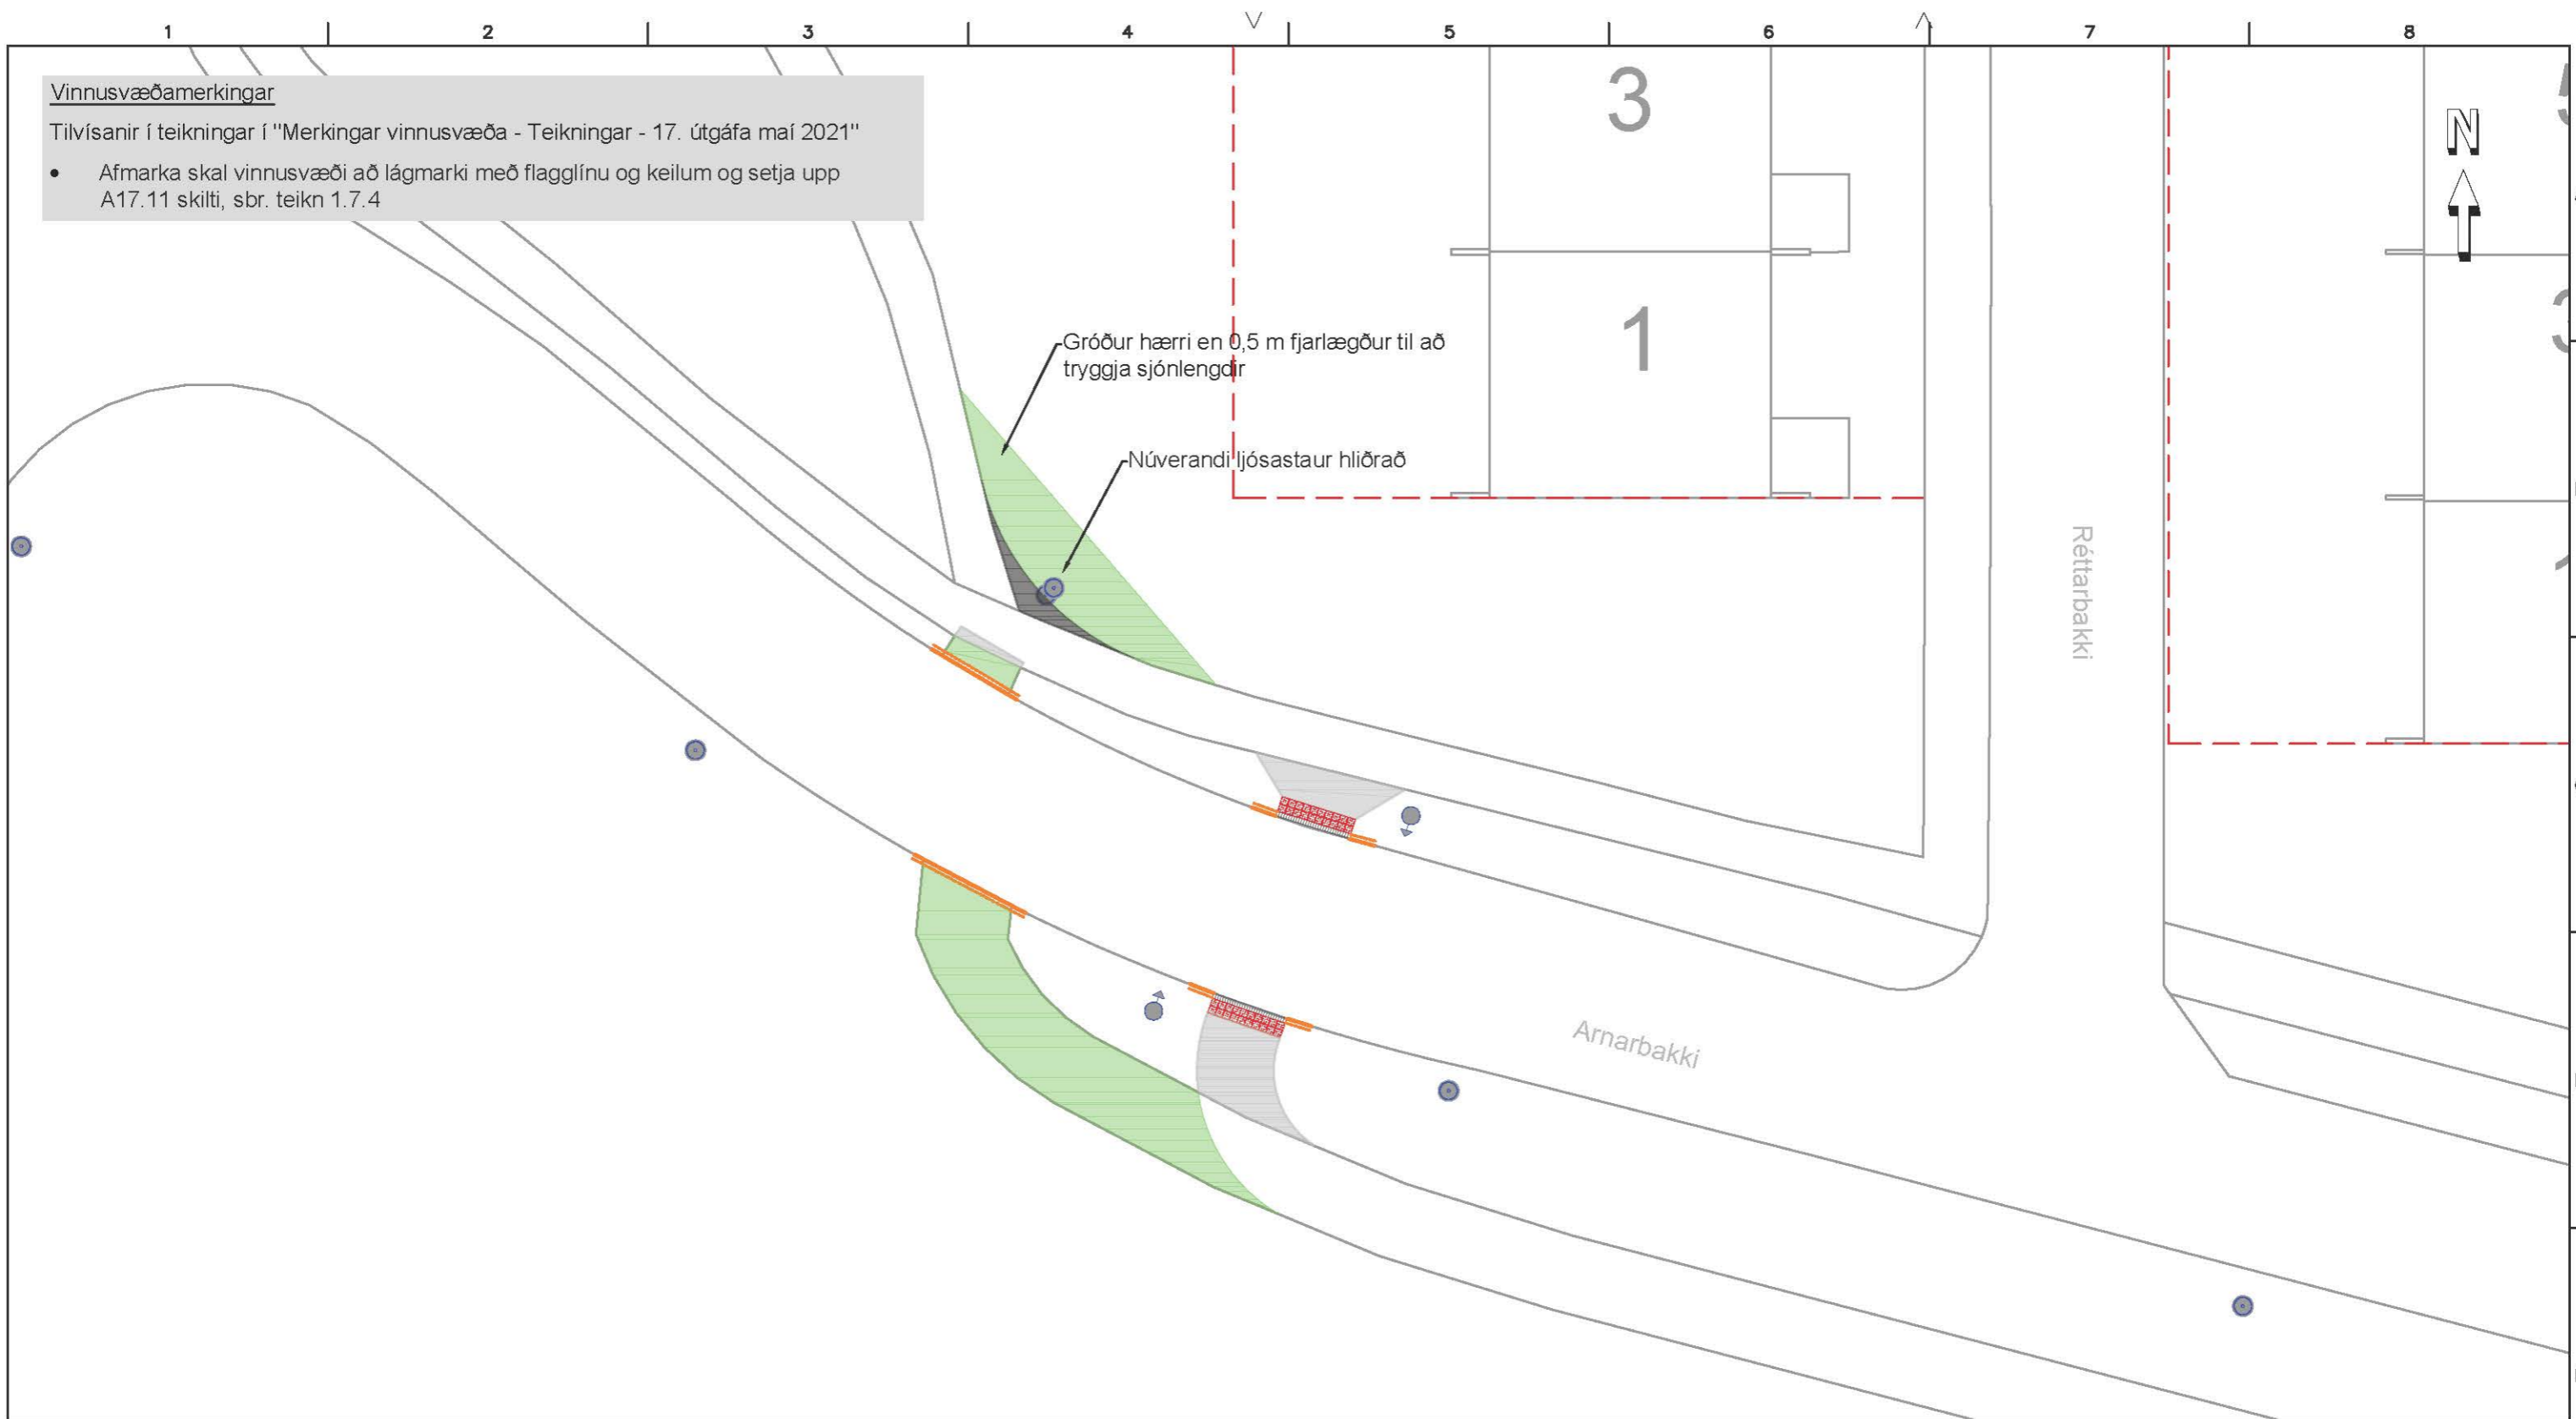 1 2 3 4 5 6 7 8
Vinnusvæðamerkingar
Tilvísanir í teikningar í "Merkingar vinnusvæða - Teikningar - 17. útgáfa maí 2021"
• Afmarka skal vinnusvæði að lágmarki með flagglínu og keilum og setja upp
A17.11 skilti, sbr. teikn 1.7.4
N
3
1
Gróður hærri en 0,5 m fjarlægður til að
tryggja sjónlengdir
Núverandi ljósastaur hliðrað
Réttarbakki
Arnarbakki